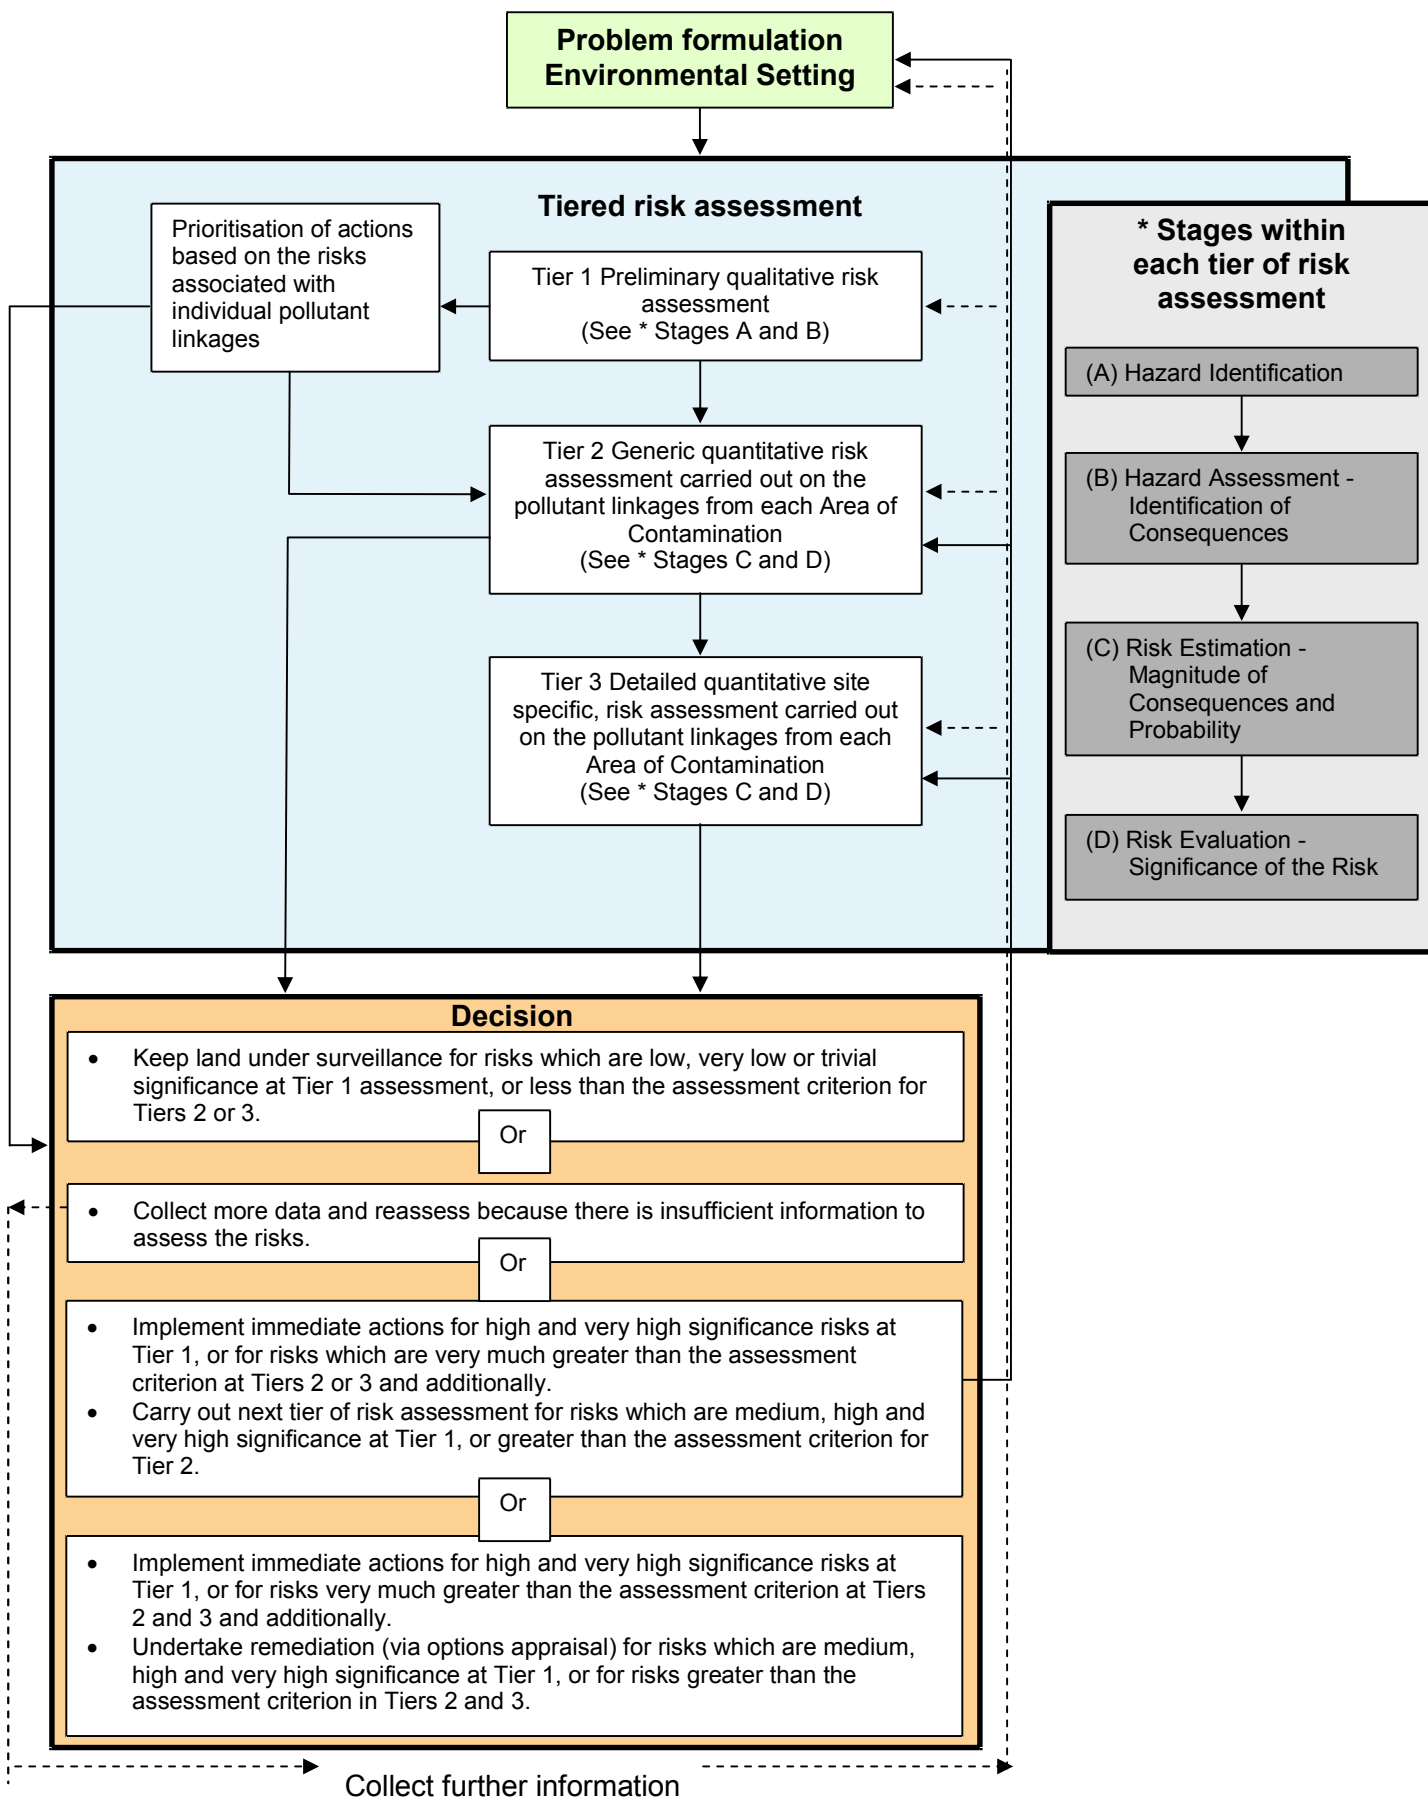 Problem formulation
Environmental Setting
Tiered risk assessment
Prioritisation of actions
based on the risks
associated with
individual pollutant
linkages
Tier 1 Preliminary qualitative risk
assessment
(See * Stages A and B)
Tier 2 Generic quantitative risk
assessment carried out on the
pollutant linkages from each Area of
Contamination
(See * Stages C and D)
Tier 3 Detailed quantitative site
specific, risk assessment carried out
on the pollutant linkages from each
Area of Contamination
(See * Stages C and D)
* Stages within
each tier of risk
assessment
(A) Hazard Identification
(B) Hazard Assessment -
Identification of
Consequences
(C) Risk Estimation -
Magnitude of
Consequences and
Probability
(D) Risk Evaluation -
Significance of the Risk
Decision
• Keep land under surveillance for risks which are low, very low or trivial
significance at Tier 1 assessment, or less than the assessment criterion for
Tiers 2 or 3.
Or
• Collect more data and reassess because there is insufficient information to
assess the risks.
Or
• Implement immediate actions for high and very high significance risks at
Tier 1, or for risks which are very much greater than the assessment
criterion at Tiers 2 or 3 and additionally.
• Carry out next tier of risk assessment for risks which are medium, high and
very high significance at Tier 1, or greater than the assessment criterion for
Tier 2.
Or
• Implement immediate actions for high and very high significance risks at
Tier 1, or for risks very much greater than the assessment criterion at Tiers
2 and 3 and additionally.
• Undertake remediation (via options appraisal) for risks which are medium,
high and very high significance at Tier 1, or for risks greater than the
assessment criterion in Tiers 2 and 3.
Collect further information